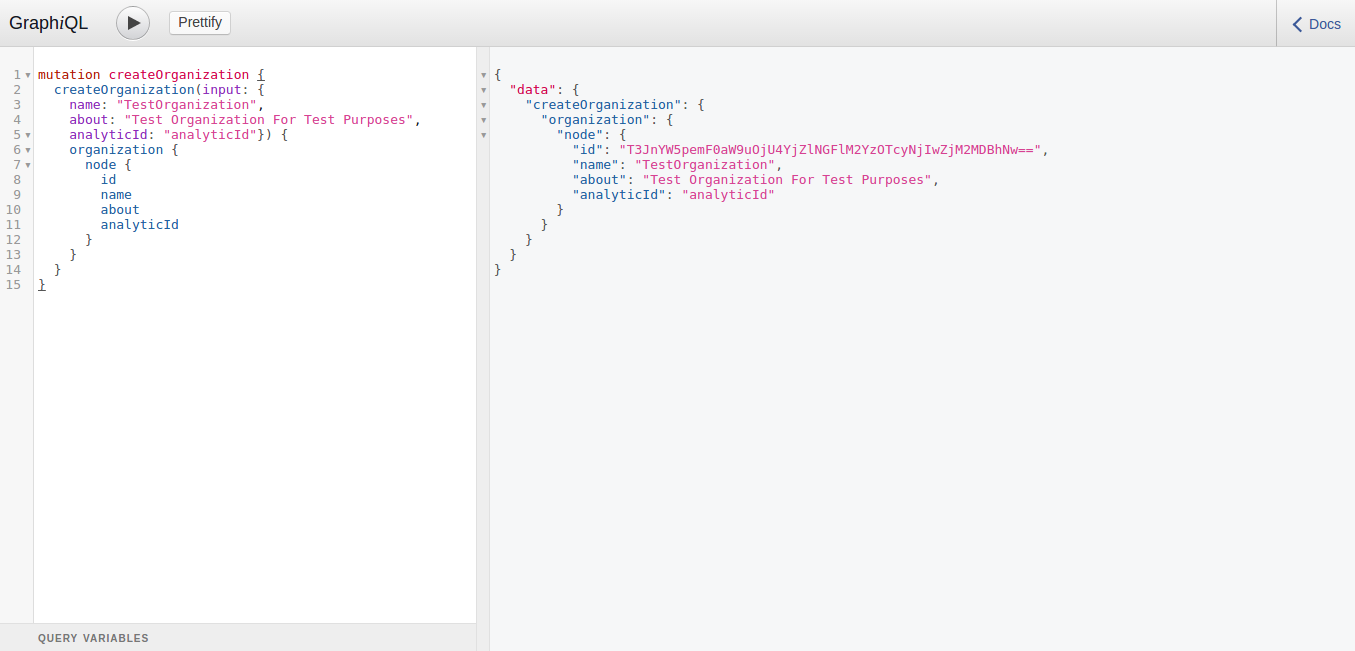 GraphiQL
Prettify
Docs
1 mutation createOrganization {
2 createOrganization(input: {
3 name: "TestOrganization",
4 about: "Test Organization For Test Purposes",
5 analyticId: "analyticId"}) {
6 organization {
7 node {
8 id
9 name
10 about
11 analyticId
12 }
13 }
14 }
15 }
QUERY VARIABLES
{
"data": {
"createOrganization": {
"organization": {
"node": {
"id": "T3JnYW5pemF0aW9uOjU4YjZlNGFlM2YzOTcyNjIwZjM2MDBhNw==",
"name": "TestOrganization",
"about": "Test Organization For Test Purposes",
"analyticId": "analyticId"
}
}
}
}
}